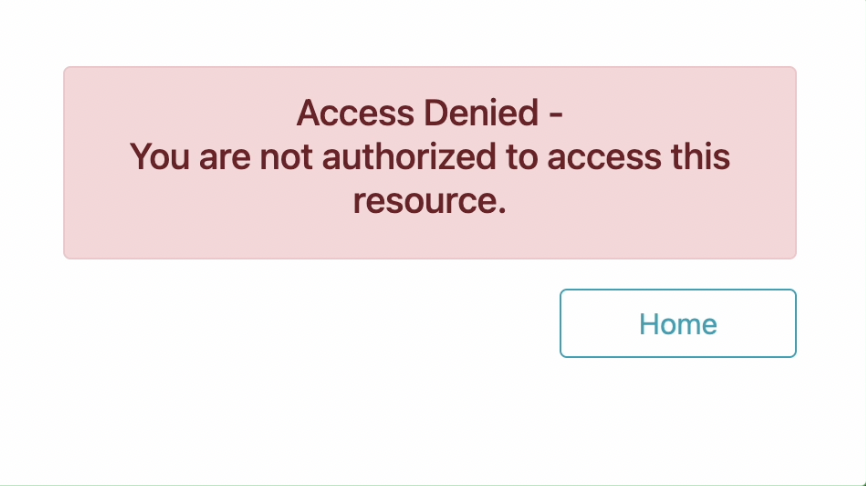 Access Denied -
You are not authorized to access this
resource.
Home